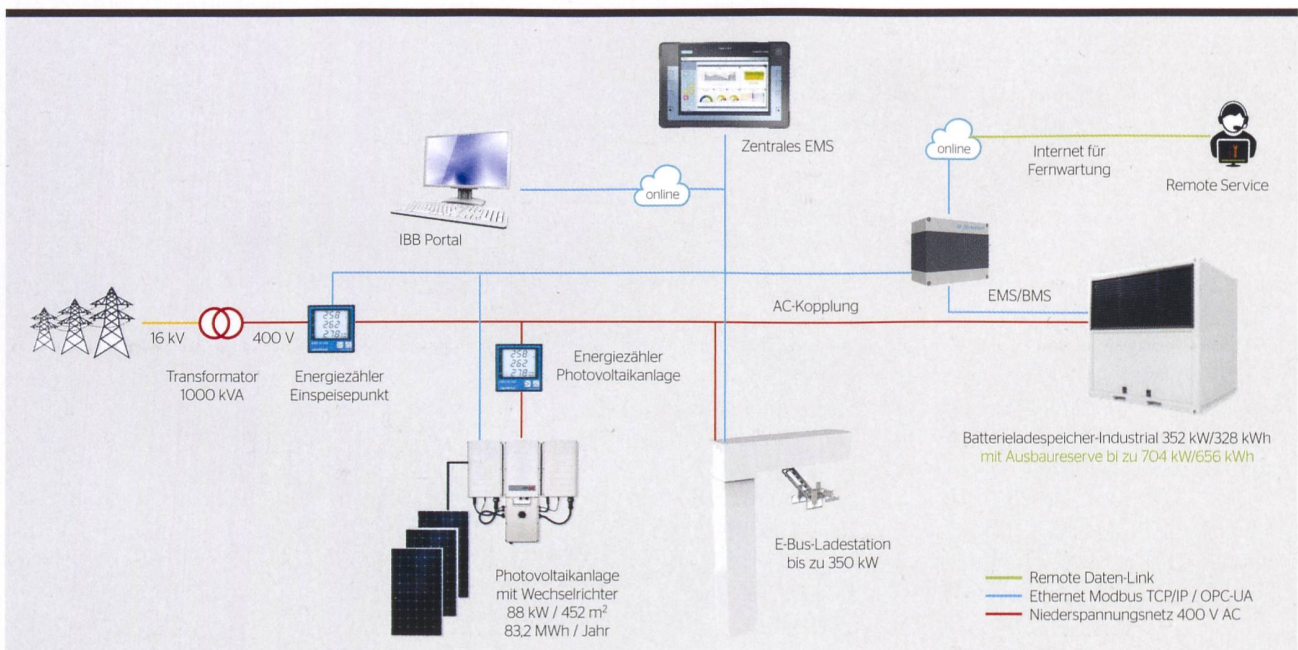 Zentrales EMS
online
IBB Portal
online
Internet für
Fernwartung
Remote Service
EMS/BMS
AC-Kopplung
16 kV
400 V
258
262
278
Transformator
1000 kVA
Energiezähler
Einspeisepunkt
258
262
278
Energiezähler
Photovoltaikanlage
Batterieladespeicher-Industrial 352 kW/328 kWh
mit Ausbaureserve bi zu 704 kW/656 kWh
E-Bus-Ladestation
bis zu 350 kW
Photovoltaikanlage
mit Wechselrichter
88 kW / 452 m²
83,2 MWh / Jahr
Remote Daten-Link
Ethernet Modbus TCP/IP / OPC-UA
Niederspannungsnetz 400 V AC